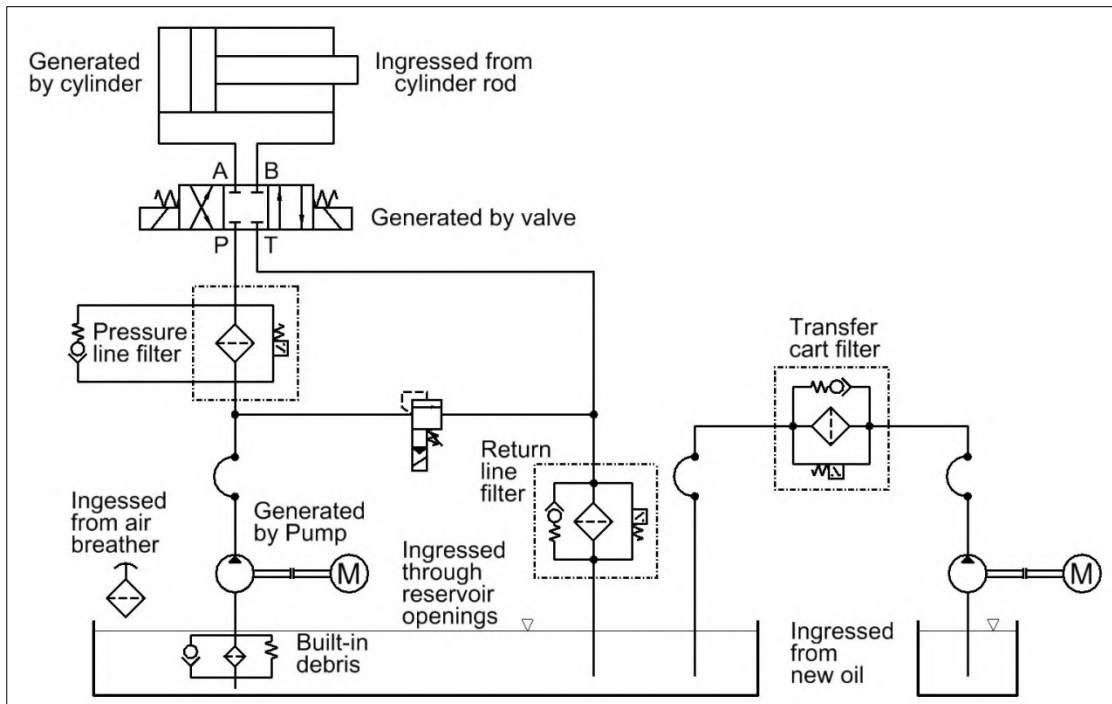 Generated
by cylinder
Ingressed from
cylinder rod
A B
Generated by valve
P T
Pressure
line filter
Transfer
cart filter
Return
line
filter
Ingessed
from air
breather
Generated
by Pump
M
Ingressed
through
reservoir
openings
M
Built-in
debris
Ingressed
from
new oil